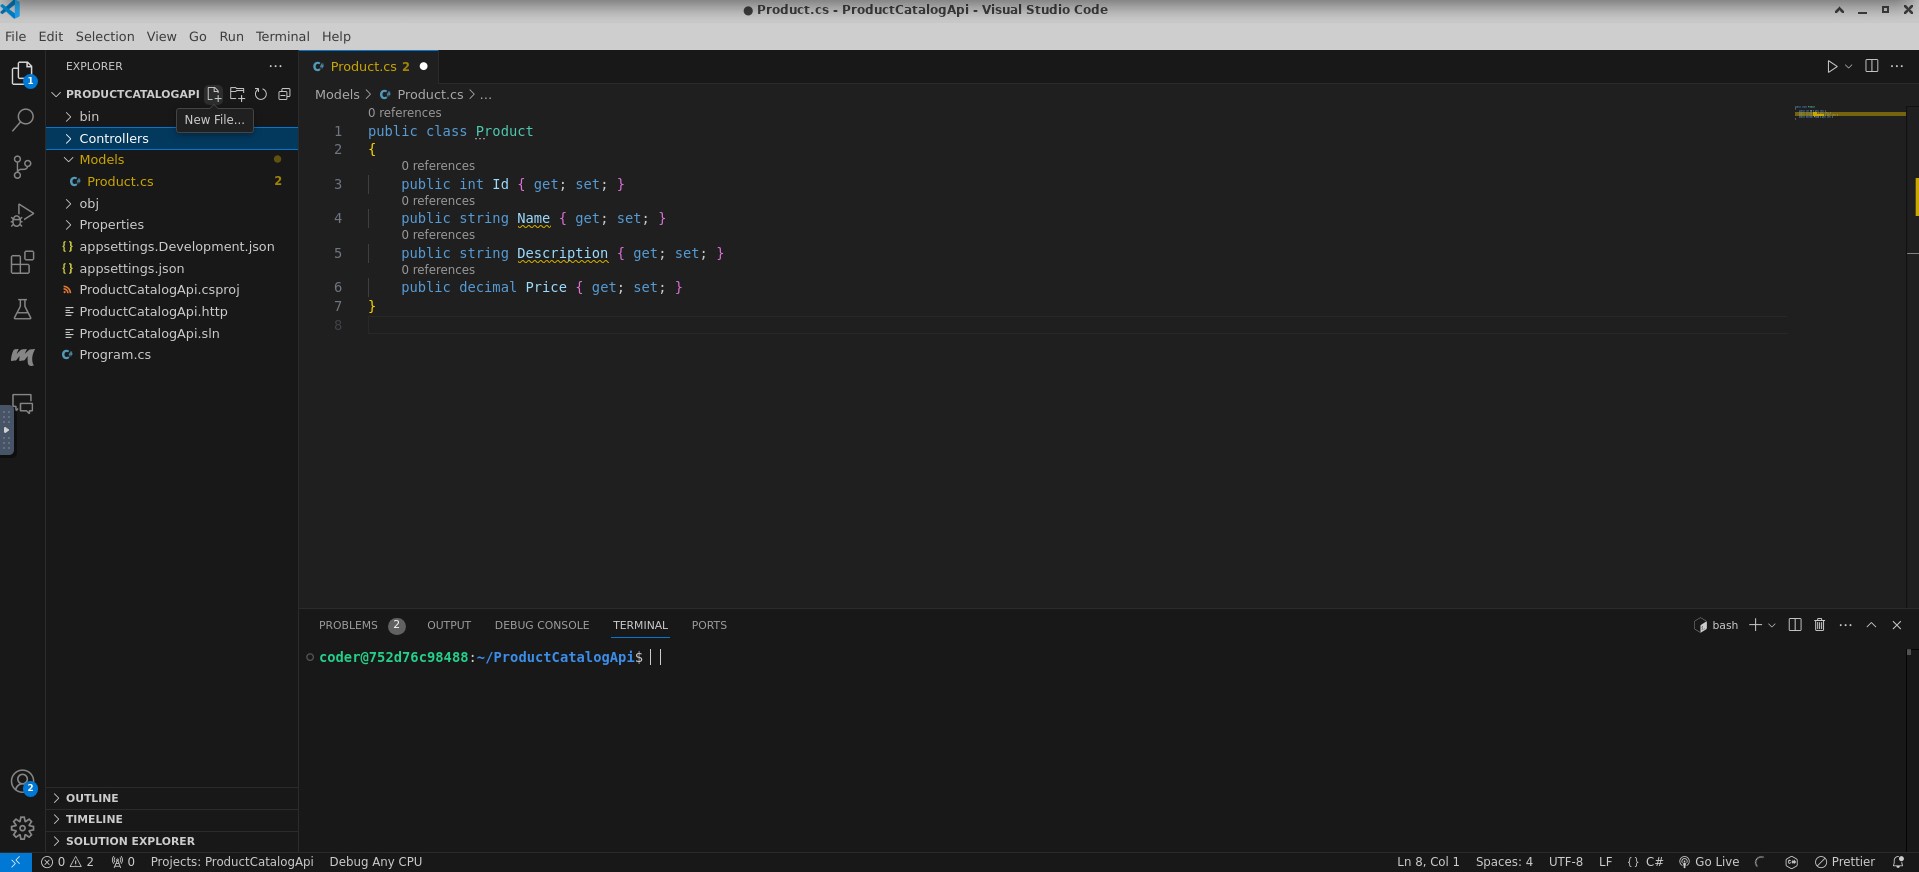 ● Product.cs - ProductCatalogApi - Visual Studio Code
File Edit Selection View Go Run Terminal Help
EXPLORER
PRODUCTCATALOGAPI
New File...
bin
Controllers
Models
Product.cs 2
obj
Properties
{} appsettings.Development.json
{} appsettings.json
ProductCatalogApi.csproj
ProductCatalogApi.http
ProductCatalogApi.sln
C# Program.cs
OUTLINE
TIMELINE
SOLUTION EXPLORER
1
2
Product.cs 2 ●
Models > Product.cs > ...
0 references
1 public class Product
2 {
0 references
3 public int Id { get; set; }
0 references
4 public string Name { get; set; }
0 references
5 public string Description { get; set; }
0 references
6 public decimal Price { get; set; }
7 }
8
PROBLEMS 2 OUTPUT DEBUG CONSOLE TERMINAL PORTS
bash
coder@752d76c98488:~/ProductCatalogApi$
0 2 0 Projects: ProductCatalogApi Debug Any CPU
Ln 8, Col 1 Spaces: 4 UTF-8 LF {} C# Go Live Prettier